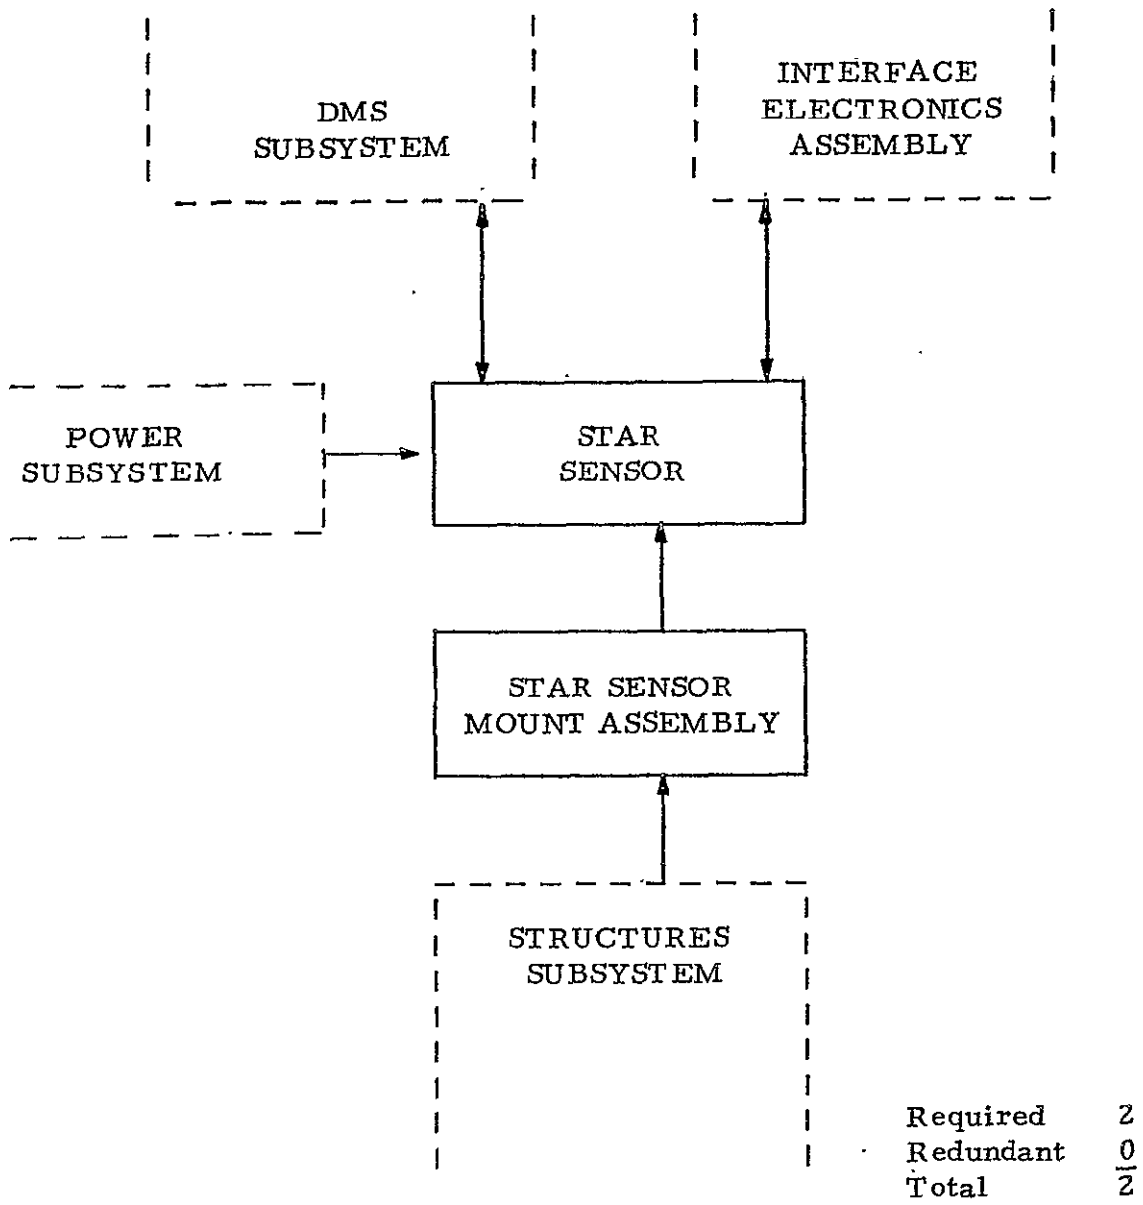 DMS
SUBSYSTEM
INTERFACE
ELECTRONICS
ASSEMBLY
POWER
SUBSYSTEM
STAR
SENSOR
STAR SENSOR
MOUNT ASSEMBLY
STRUCTURES
SUBSYSTEM
Required 2
Redundant 0
Total 2